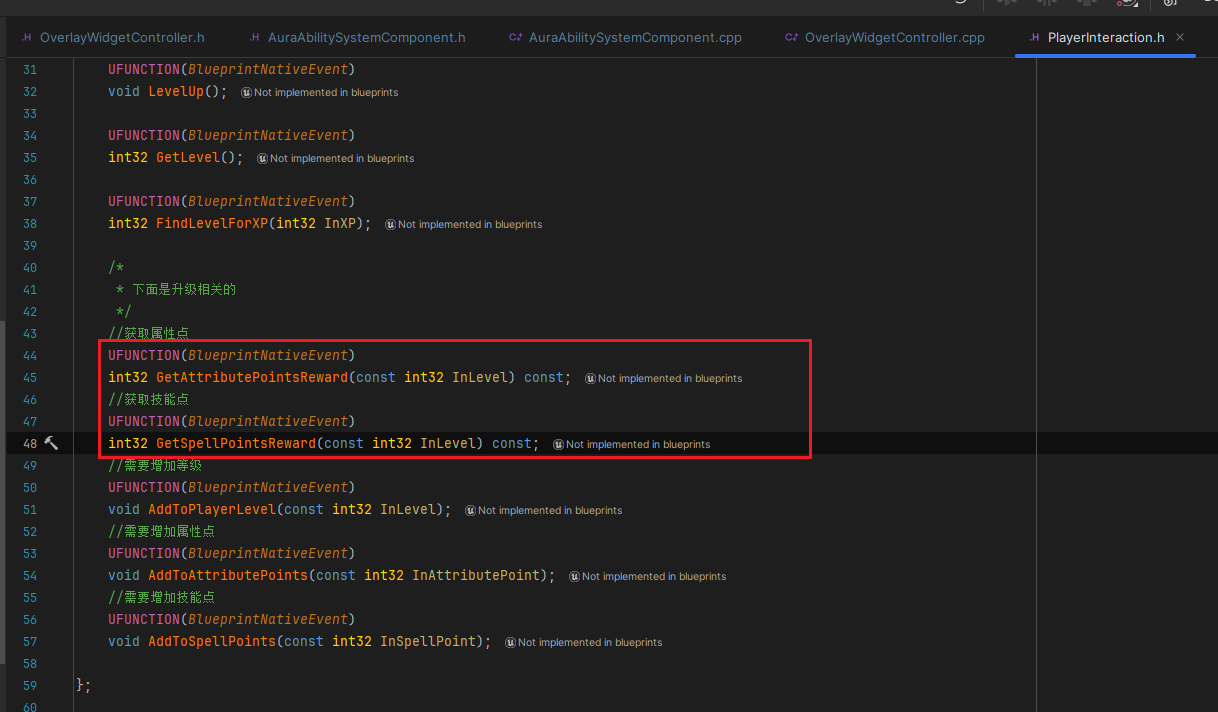 OverlayWidgetController.h AuraAbilitySystemComponent.h AuraAbilitySystemComponent.cpp OverlayWidgetController.cpp PlayerInteraction.h
31 UFUNCTION(BlueprintNativeEvent)
32 void LevelUp(); Not implemented in blueprints
33
34 UFUNCTION(BlueprintNativeEvent)
35 int32 GetLevel(); Not implemented in blueprints
36
37 UFUNCTION(BlueprintNativeEvent)
38 int32 FindLevelForXP(int32 InXP); Not implemented in blueprints
39
40 /*
41 * 下面是升级相关的
42 */
43 //获取属性点
44 UFUNCTION(BlueprintNativeEvent)
45 int32 GetAttributePointsReward(const int32 InLevel) const; Not implemented in blueprints
46 //获取技能点
47 UFUNCTION(BlueprintNativeEvent)
48 int32 GetSpellPointsReward(const int32 InLevel) const; Not implemented in blueprints
49 //需要增加等级
50 UFUNCTION(BlueprintNativeEvent)
51 void AddToPlayerLevel(const int32 InLevel); Not implemented in blueprints
52 //需要增加属性点
53 UFUNCTION(BlueprintNativeEvent)
54 void AddToAttributePoints(const int32 InAttributePoint); Not implemented in blueprints
55 //需要增加技能点
56 UFUNCTION(BlueprintNativeEvent)
57 void AddToSpellPoints(const int32 InSpellPoint); Not implemented in blueprints
58
59 };
60